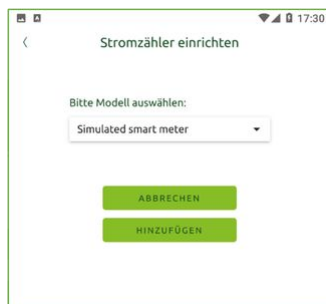 17:30
Stromzähler einrichten
Bitte Modell auswählen:
Simulated smart meter
ABBRECHEN
HINZUFÜGEN